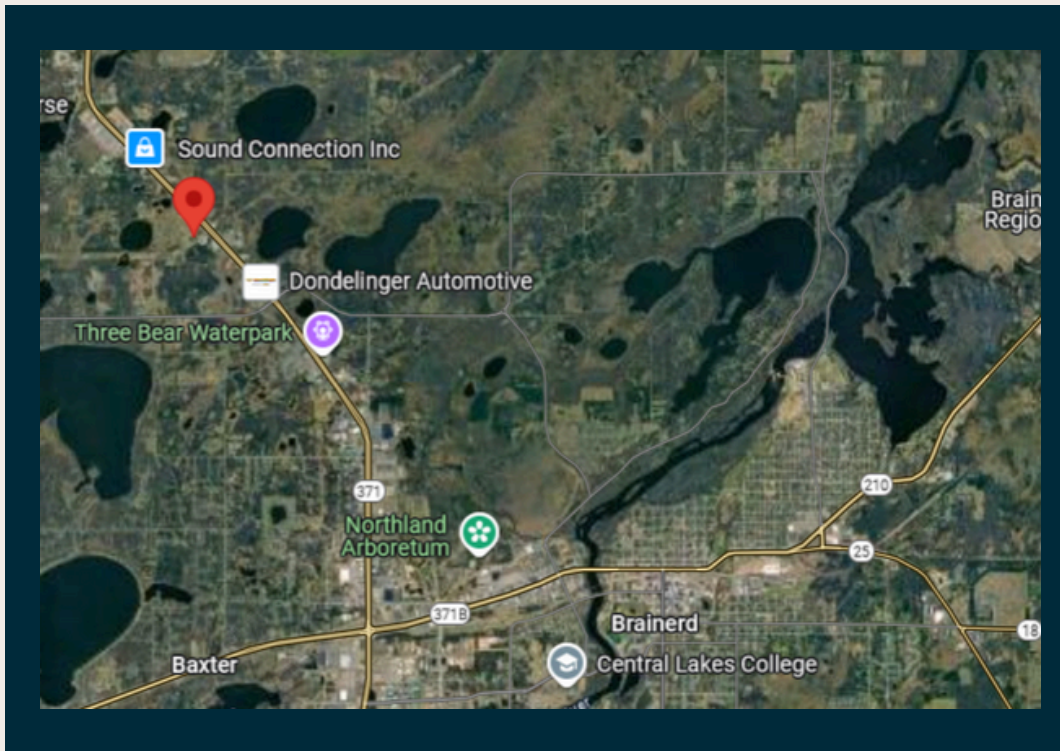 rse
Sound Connection Inc
Brain
Regio
Dondelinger Automotive
Three Bear Waterpark
371
210
Northland
Arboretum
25
371B
Brainerd
18
Baxter
Central Lakes College